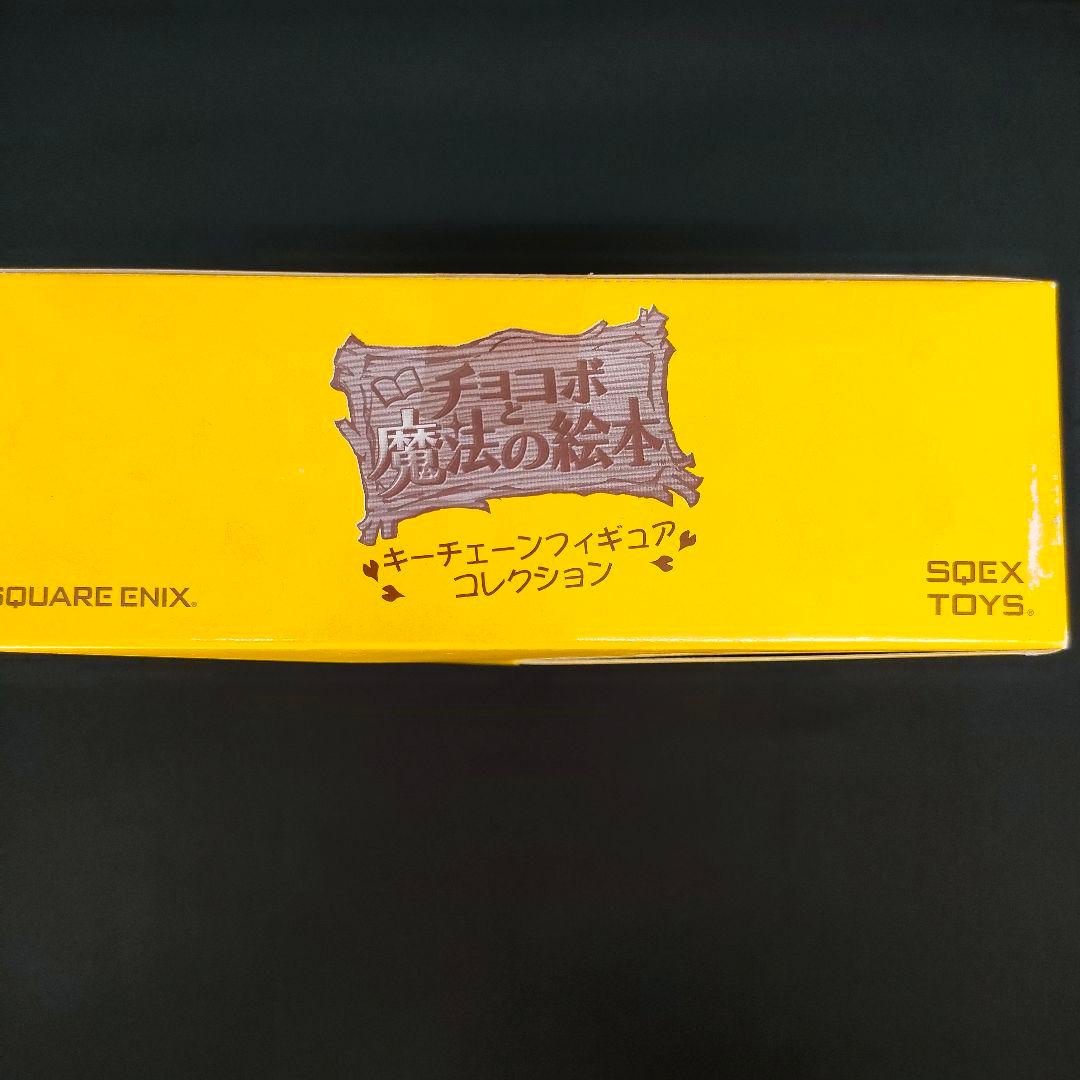 チョコボ
と
魔法の絵本
キーチェーンフィギュア
コレクション
SQUARE ENIX®
SQEX
TOYS®